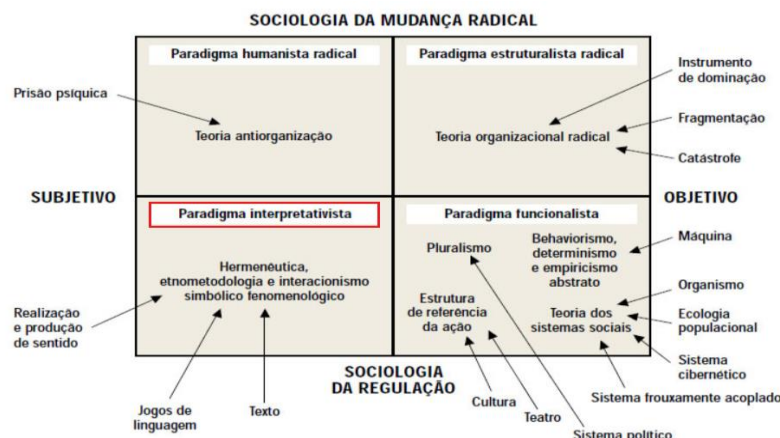 SOCIOLOGIA DA MUDANÇA RADICAL
Paradigma humanista radical
Paradigma estruturalista radical
Instrumento
de dominação
Prisão psíquica
Teoria antiorganização
Teoria organizacional radical
Fragmentação
Catástrofe
SUBJETIVO
OBJETIVO
Paradigma interpretativista
Paradigma funcionalista
Pluralismo
Behaviorismo,
determinismo
e empiricismo
abstrato
Máquina
Hermenêutica,
etnometodologia e interacionismo
simbólico fenomenológico
Estrutura
de referência
da ação
Teoria dos
sistemas sociais
Organismo
Ecologia
populacional
Realização
e produção
de sentido
Sistema
cibernético
SOCIOLOGIA
DA REGULAÇÃO
Jogos de
linguagem
Texto
Cultura
Teatro
Sistema frouxamente acoplado
Sistema político